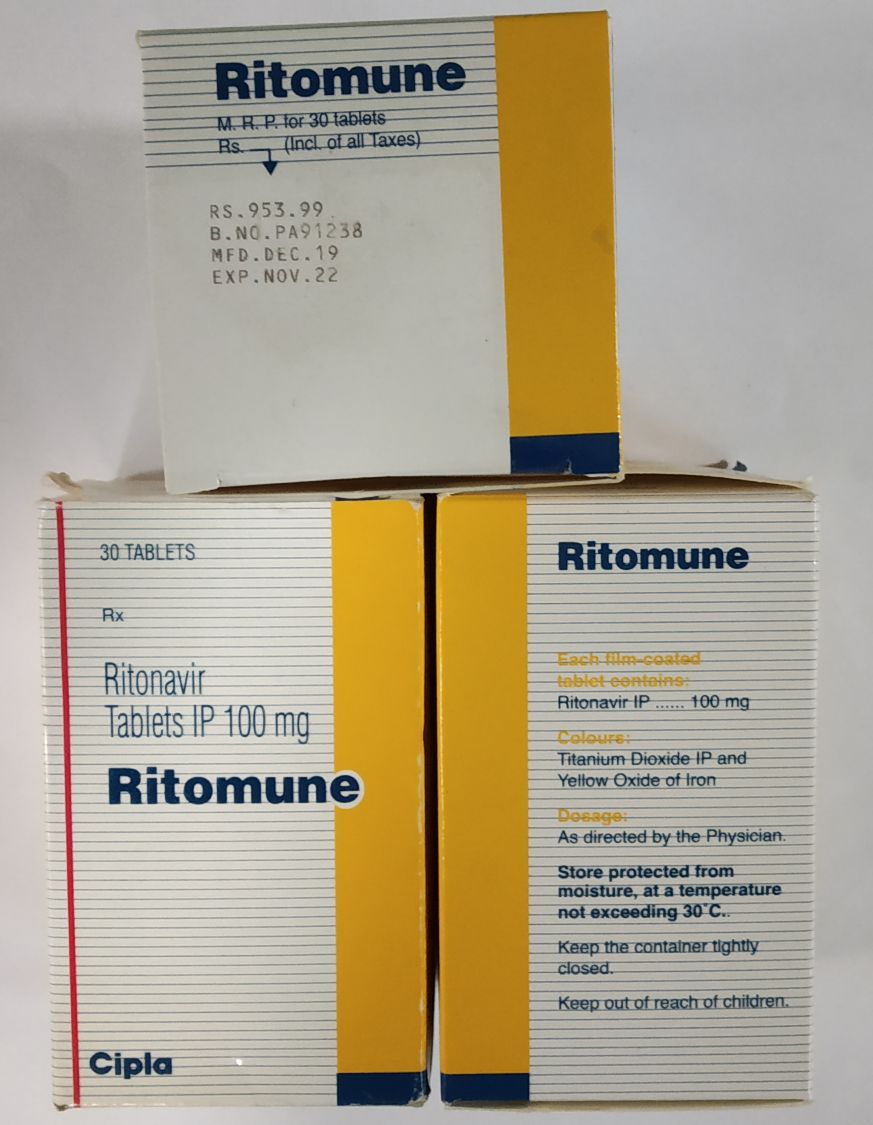 Ritomune
M. R. P. for 30 tablets
Rs. (Incl. of all Taxes)
RS.953.99
B.NO.PA91238
MFD.DEC.19
EXP.NOV.22
30 TABLETS
Rx
Ritonavir
Tablets IP 100 mg
Ritomune
Cipla
Ritomune
Each film-coated
tablet contains:
Ritonavir IP ...... 100 mg
Colours:
Titanium Dioxide IP and
Yellow Oxide of Iron
Dosage:
As directed by the Physician.
Store protected from
moisture, at a temperature
not exceeding 30˚C..
Keep the container tightly
closed.
Keep out of reach of children.